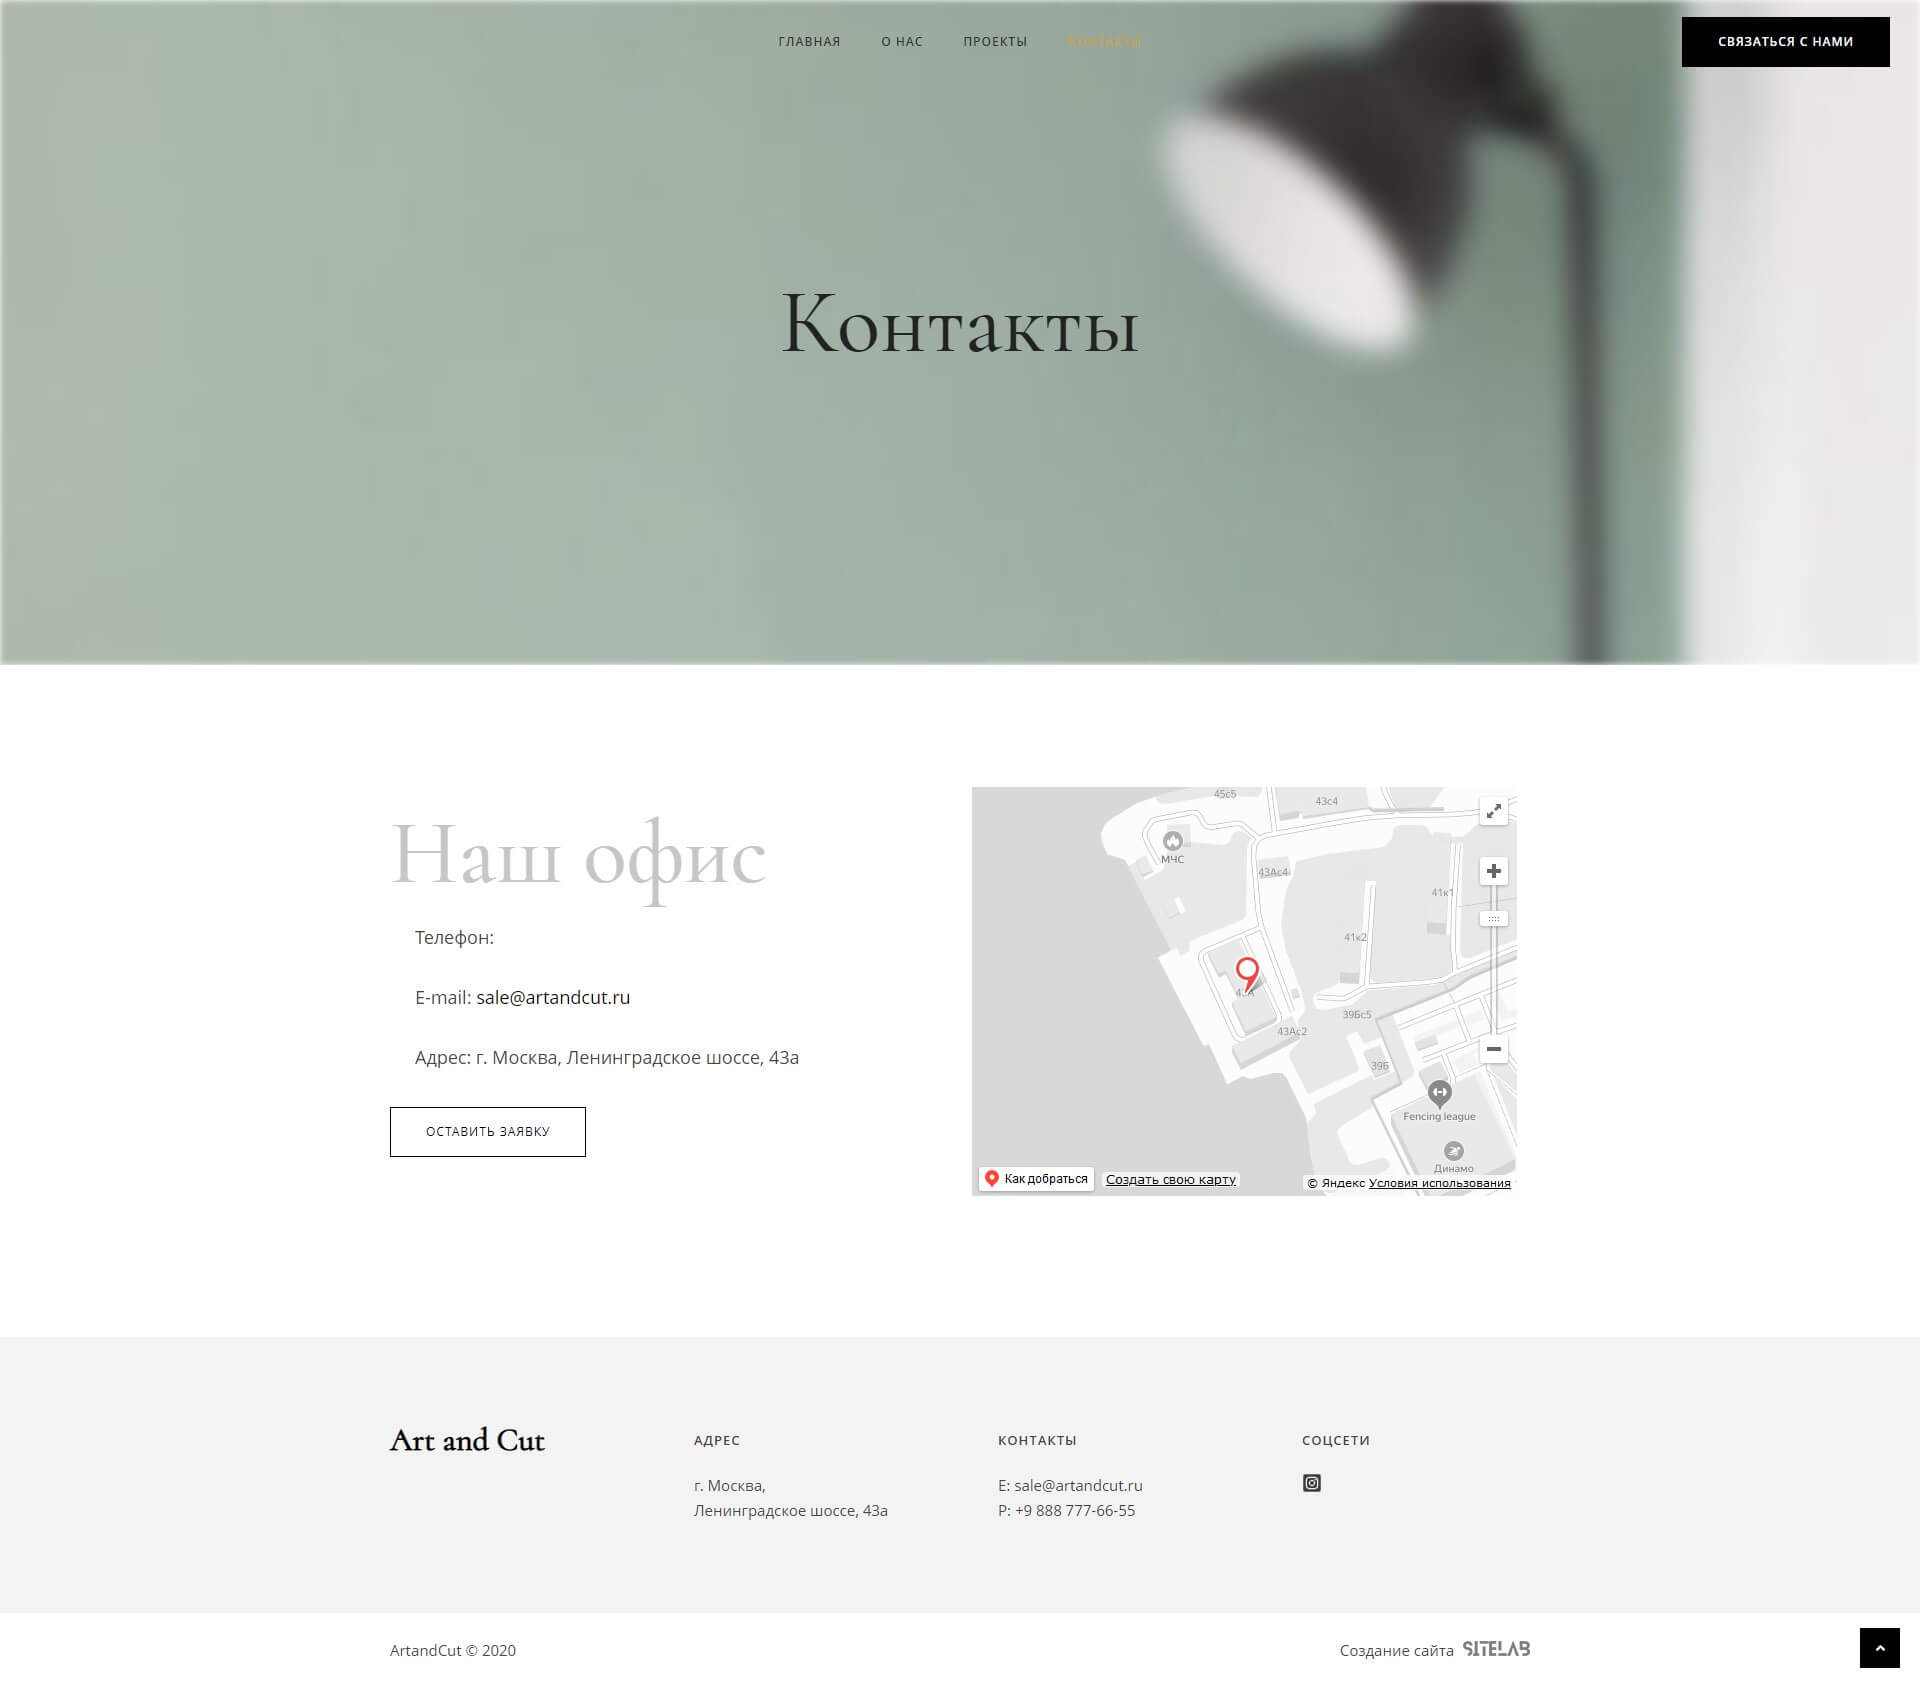 ГЛАВНАЯ О НАС ПРОЕКТЫ КОНТАКТЫ
СВЯЗАТЬСЯ С НАМИ
Контакты
Наш офис
Телефон:
E-mail: sale@artandcut.ru
Адрес: г. Москва, Ленинградское шоссе, 43а
ОСТАВИТЬ ЗАЯВКУ
45с5
43с4
МЧС
43Ас4
41к1
41к2
43А
39Бс5
43Ас2
39Б
Fencing league
Динамо
Как добраться
Создать свою карту
© Яндекс Условия использования
Art and Cut
АДРЕС
г. Москва,
Ленинградское шоссе, 43а
КОНТАКТЫ
E: sale@artandcut.ru
P: +9 888 777-66-55
СОЦСЕТИ
ArtandCut © 2020
Создание сайта SITELAB